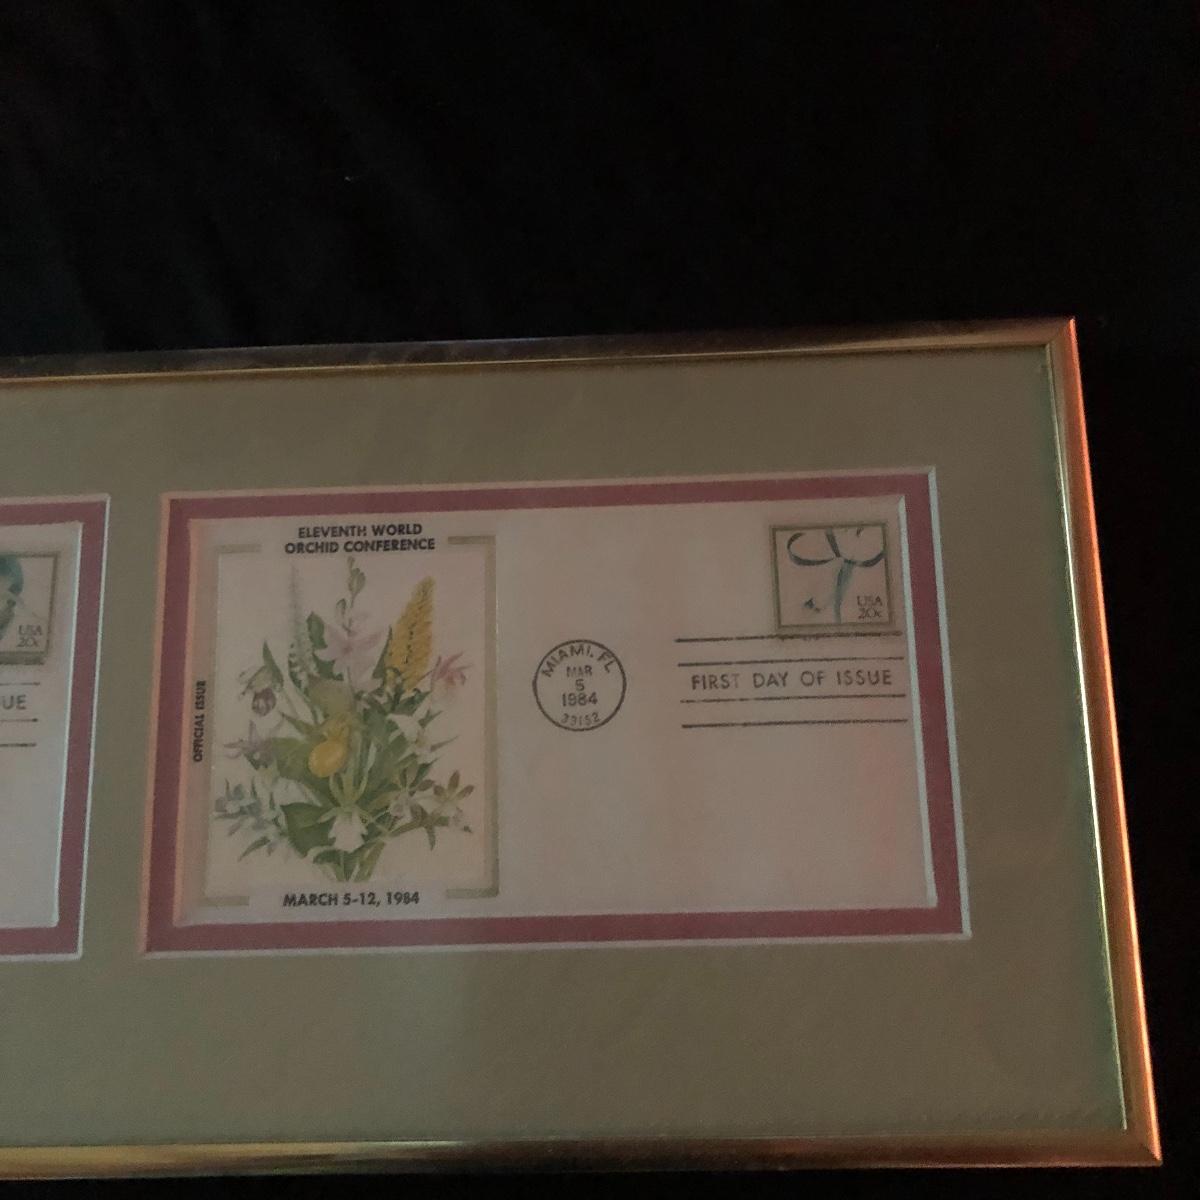 ELEVENTH WORLD
ORCHID CONFERENCE
OFFICIAL ISSUE
MARCH 5-12, 1984
MIAMI, FL
MAR
5
1984
33152
USA
20c
FIRST DAY OF ISSUE
USA
20c
UE